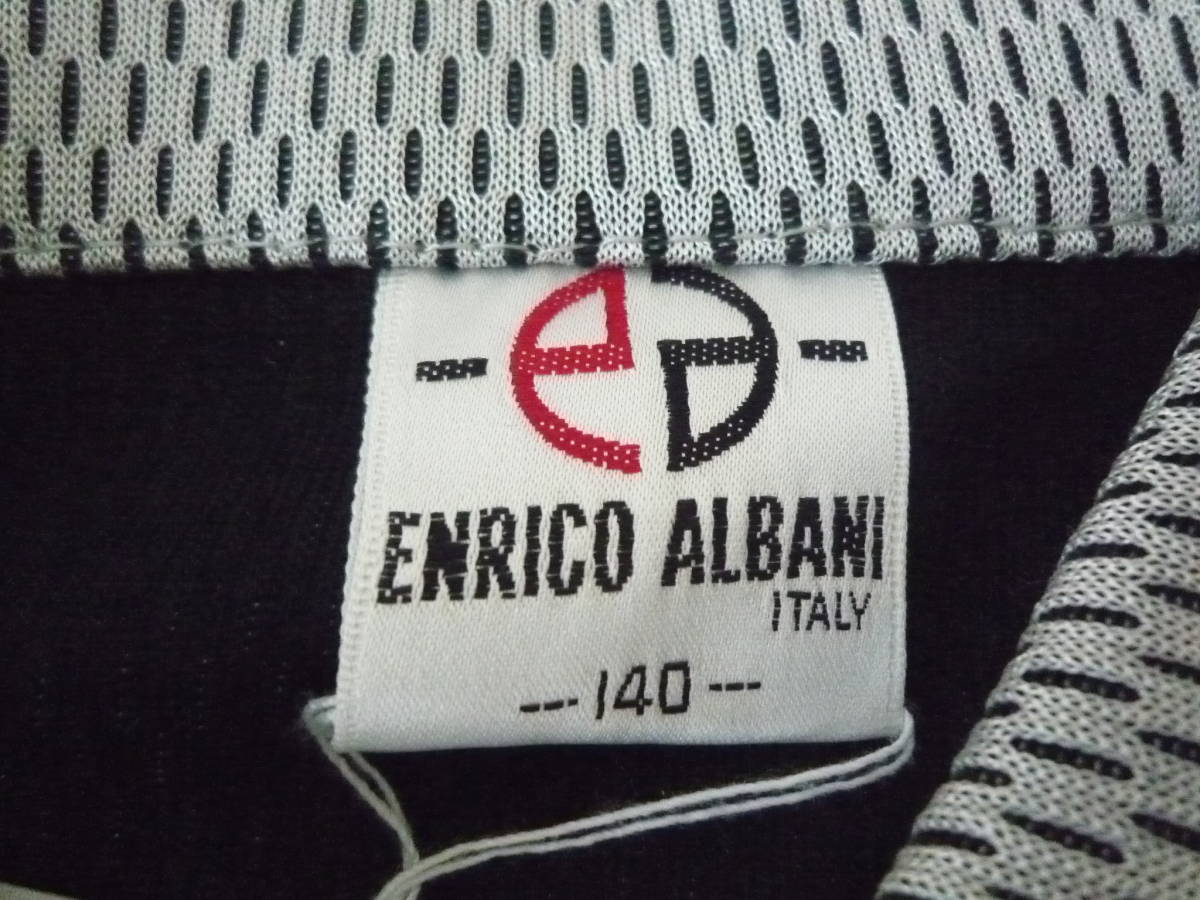 ENRICO ALBANI
ITALY
--- 140 ---